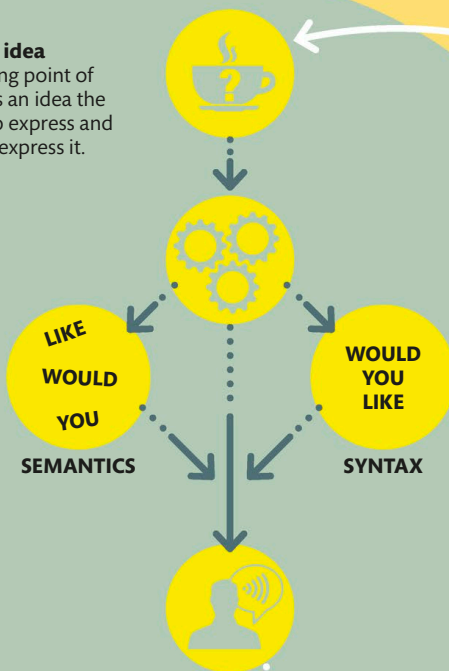 idea
ng point of
s an idea the
o express and
express it.
?
LIKE
WOULD
YOU
WOULD
YOU
LIKE
SEMANTICS
SYNTAX